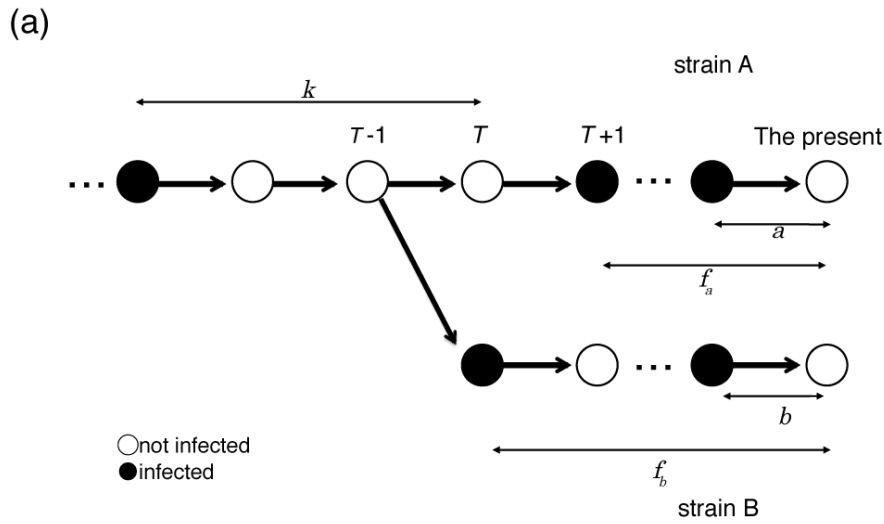 (a)
strain A
k
T-1
T
T+1
The present
...
...
a
f_a
...
b
not infected
infected
f_b
strain B